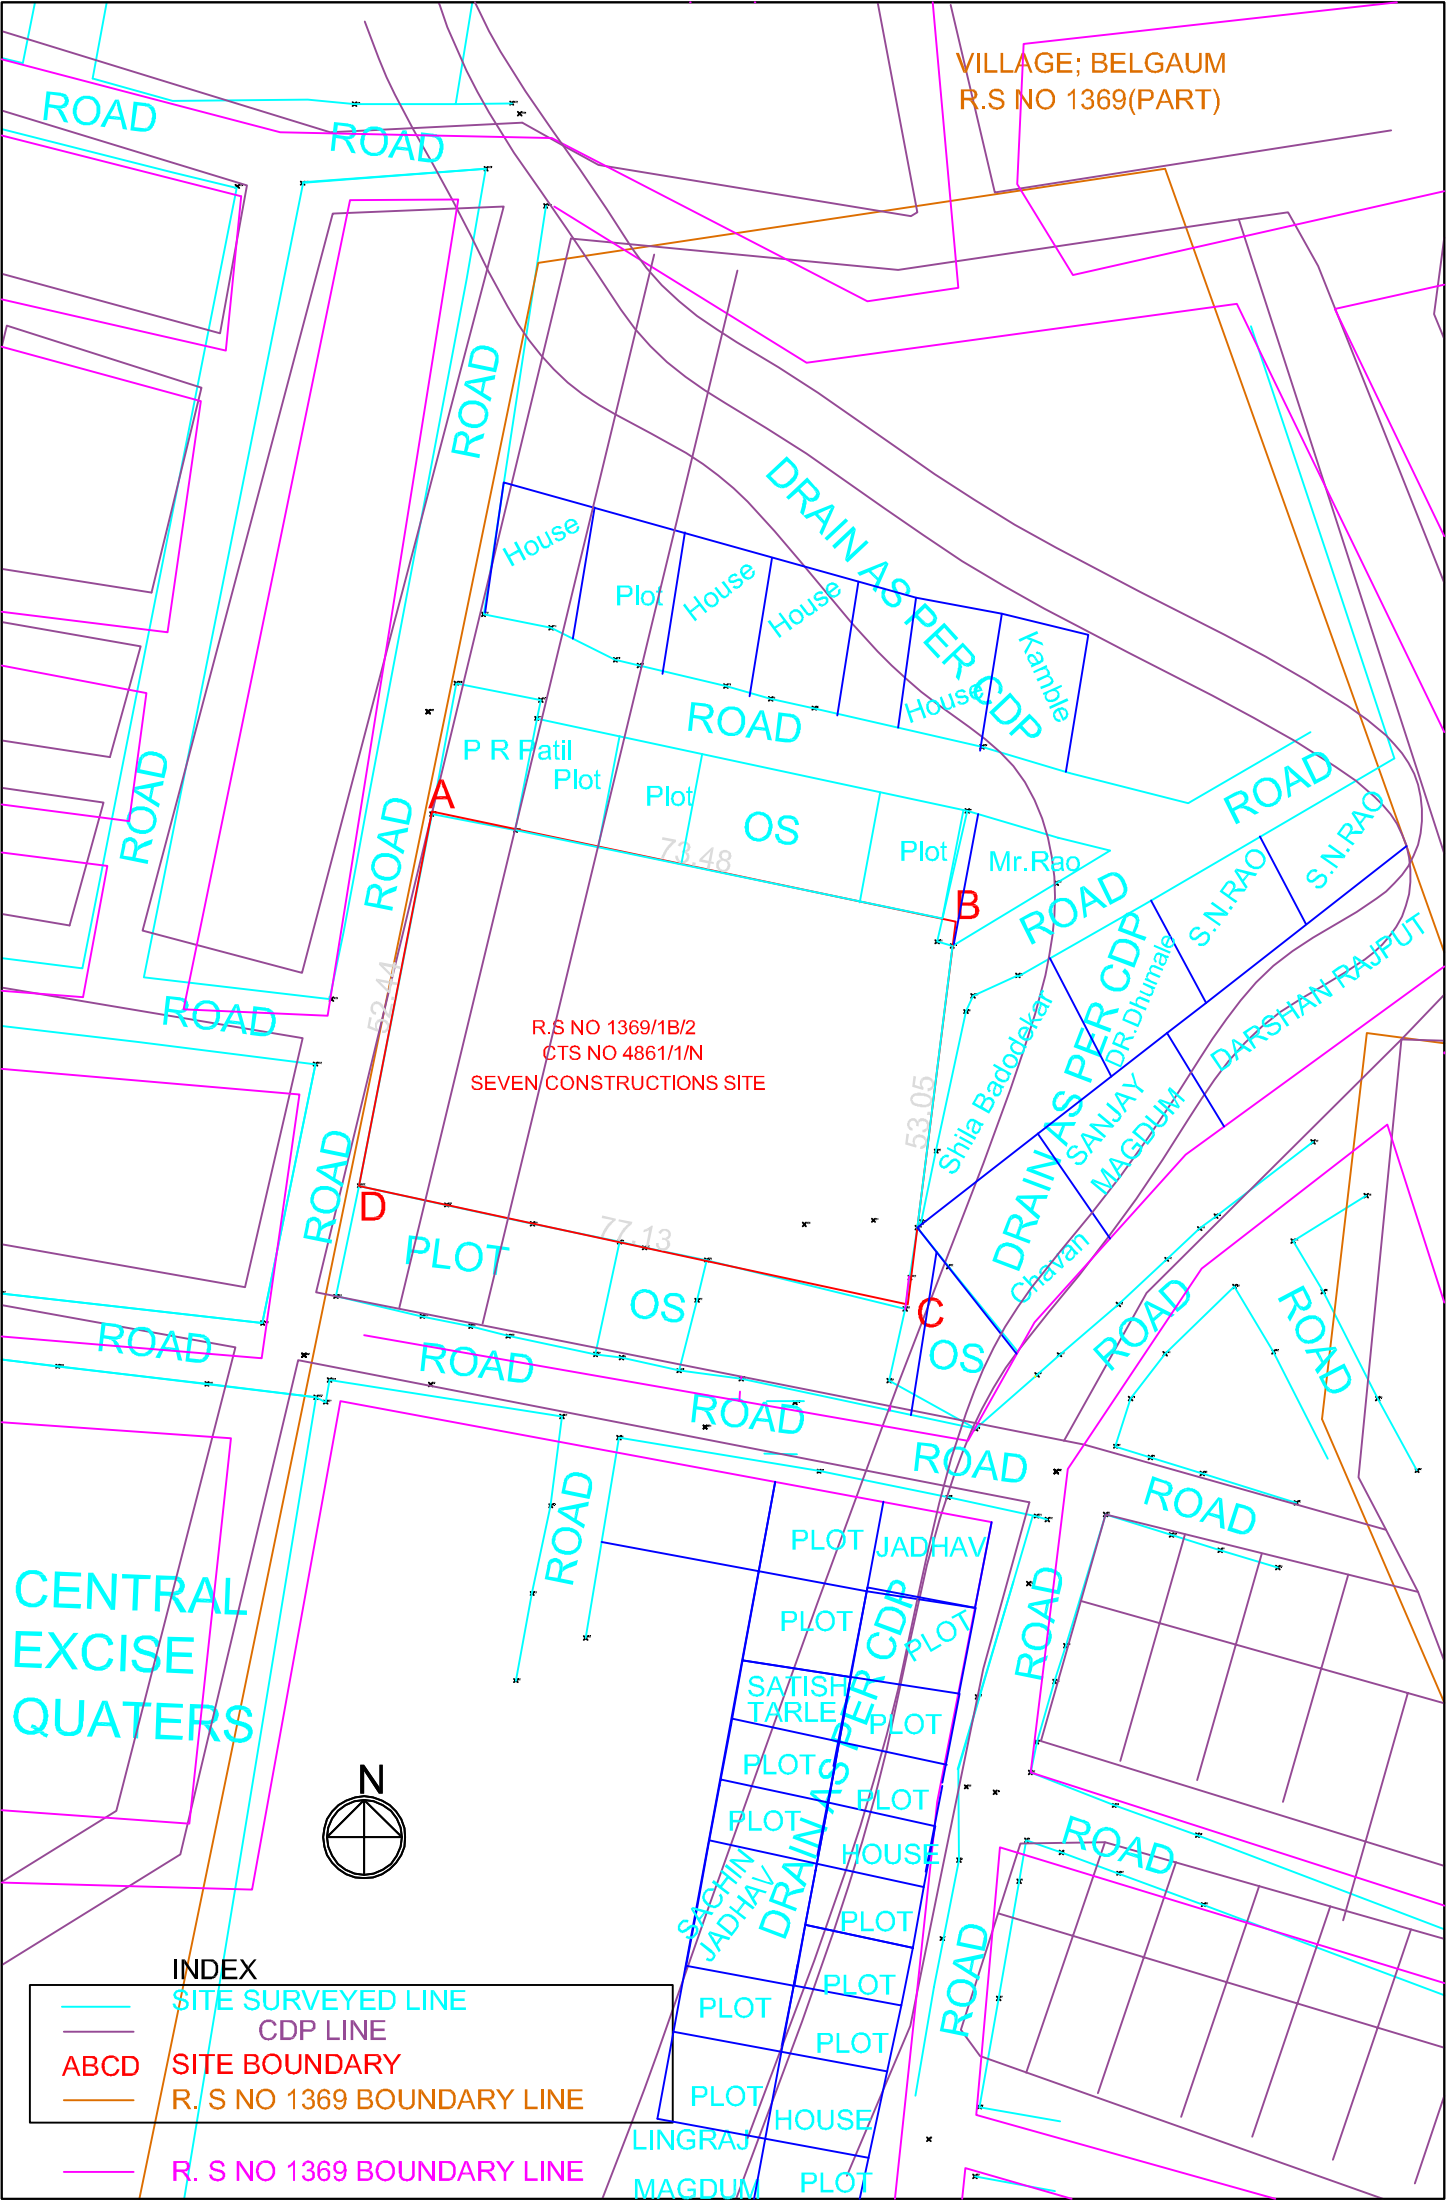 VILLAGE; BELGAUM
R.S NO 1369(PART)
ROAD
ROAD
ROAD
House
Plot
House
House
House
Kamble
DRAIN AS PER CDP
ROAD
P R Patil
Plot
Plot
OS
Plot
Mr.Rao
ROAD
ROAD
ROAD
ROAD
A
73.48
B
S.N.RAO
S.N.RAO
DR.Dhumale
DARSHAN RAJPUT
Shila Badodekar
DRAIN AS PER CDP
SANJAY
MAGDUM
Chavan
52.44
R.S NO 1369/1B/2
CTS NO 4861/1/N
SEVEN CONSTRUCTIONS SITE
53.05
ROAD
ROAD
D
77.13
C
PLOT
OS
OS
ROAD
ROAD
ROAD
ROAD
ROAD
ROAD
ROAD
ROAD
ROAD
PLOT
JADHAV
PLOT
PLOT
ROAD
CENTRAL
EXCISE
QUATERS
SATISH
TARLE
PLOT
PLOT
PLOT
PLOT
HOUSE
DRAIN AS PER CDP
SACHIN
JADHAV
PLOT
PLOT
PLOT
PLOT
PLOT
HOUSE
LINGRAJ
MAGDUM
PLOT
ROAD
ROAD
N
INDEX
SITE SURVEYED LINE
CDP LINE
ABCD SITE BOUNDARY
R. S NO 1369 BOUNDARY LINE
R. S NO 1369 BOUNDARY LINE